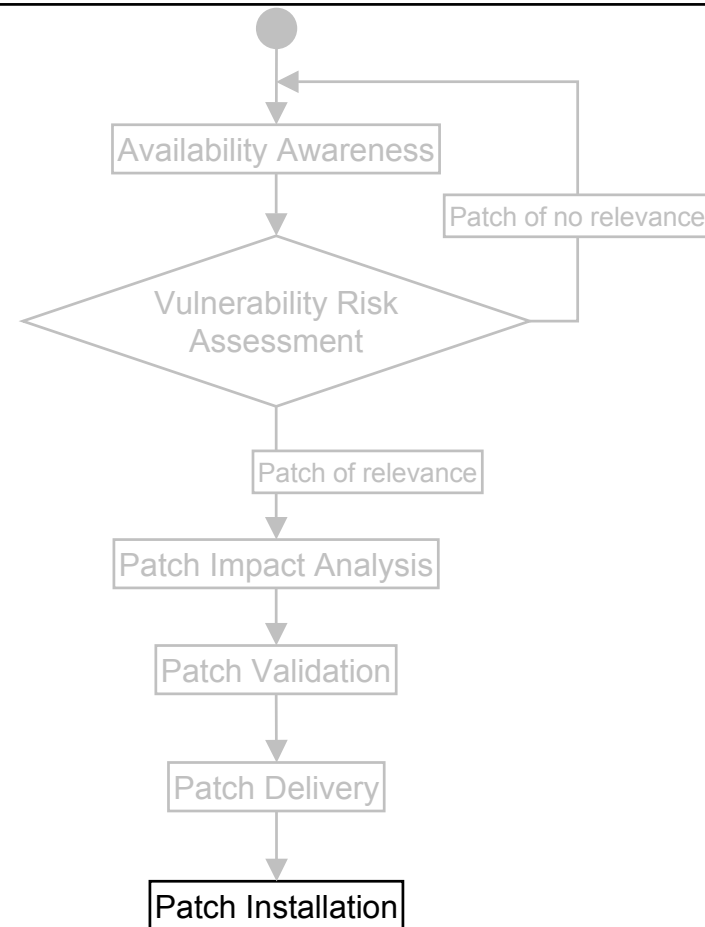 Availability Awareness
Patch of no relevance
Vulnerability Risk
Assessment
Patch of relevance
Patch Impact Analysis
Patch Validation
Patch Delivery
Patch Installation